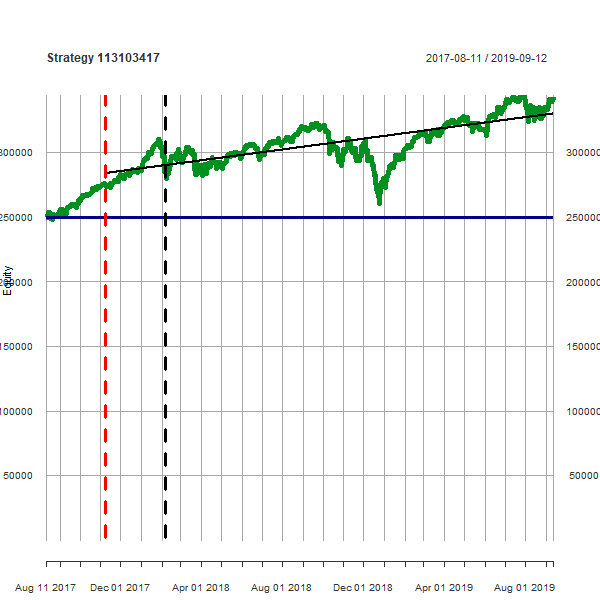 Strategy 113103417 2017-08-11 / 2019-09-12
300000 300000
250000 250000
Equity
200000 200000
150000 150000
100000 100000
50000 50000
Aug 11 2017 Dec 01 2017 Apr 01 2018 Aug 01 2018 Dec 01 2018 Apr 01 2019 Aug 01 2019